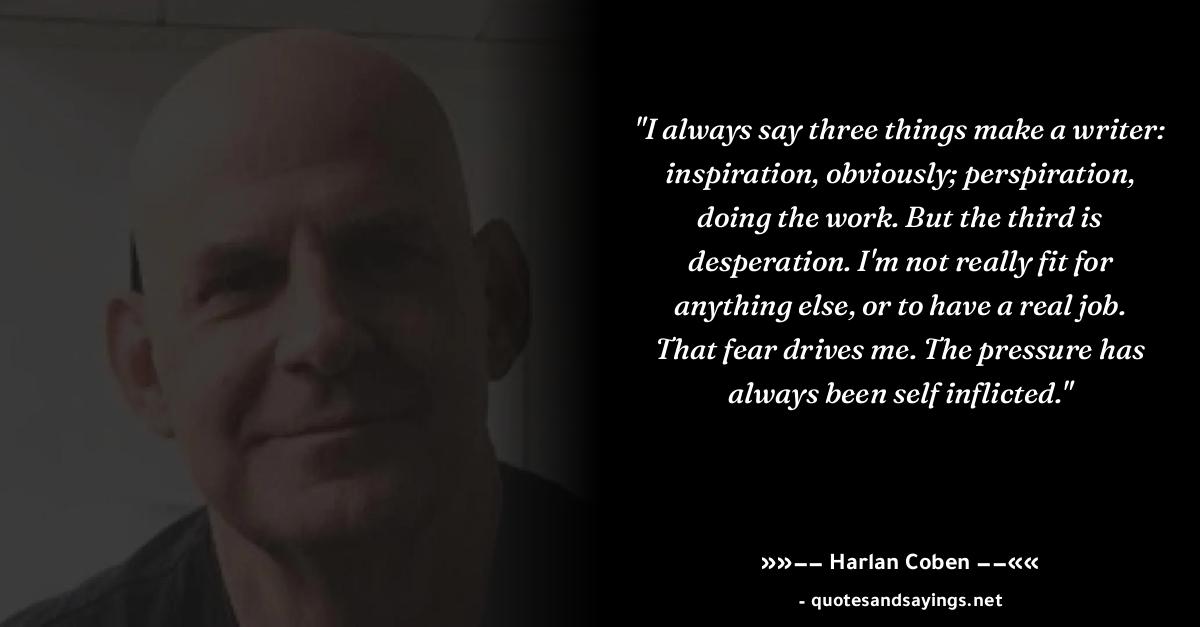 "I always say three things make a writer:
inspiration, obviously; perspiration,
doing the work. But the third is
desperation. I'm not really fit for
anything else, or to have a real job.
That fear drives me. The pressure has
always been self inflicted."
»»–– Harlan Coben ––««
- quotesandsayings.net